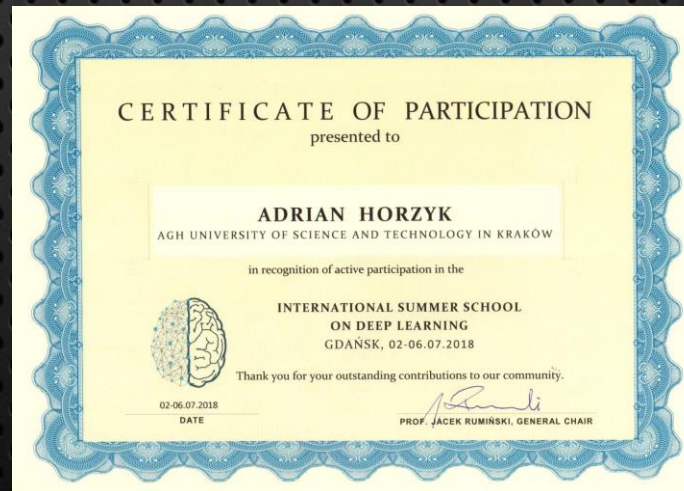 CERTIFICATE OF PARTICIPATION
presented to
ADRIAN HORZYK
AGH UNIVERSITY OF SCIENCE AND TECHNOLOGY IN KRAKÓW
in recognition of active participation in the
INTERNATIONAL SUMMER SCHOOL
ON DEEP LEARNING
GDAŃSK, 02-06.07.2018
Thank you for your outstanding contributions to our community.
02-06.07.2018
DATE
PROF. JACEK RUMIŃSKI, GENERAL CHAIR